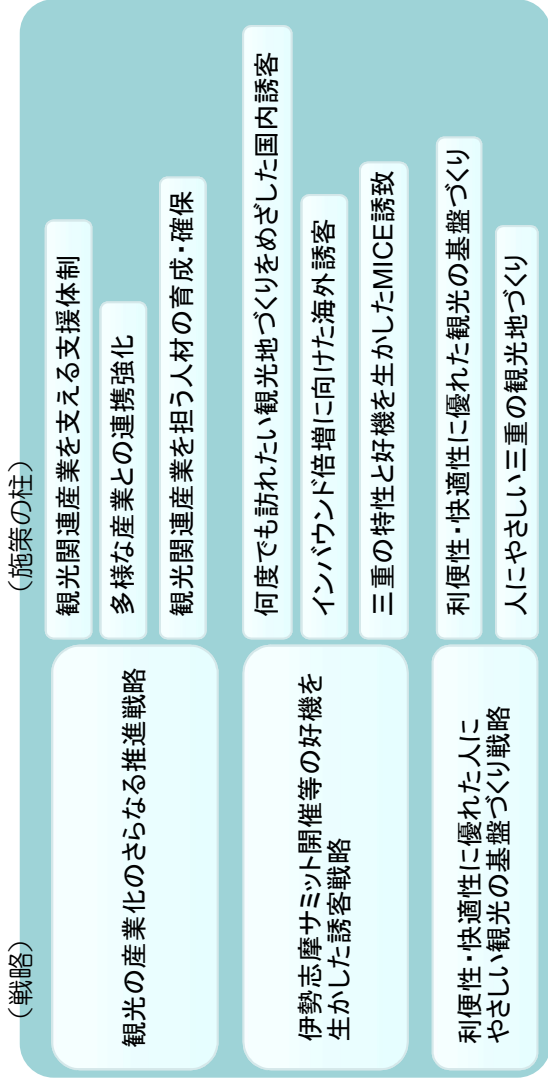 (戦略)
(施策の柱)
観光の産業化のさらなる推進戦略
観光関連産業を支える支援体制
多様な産業との連携強化
観光関連産業を担う人材の育成・確保
伊勢志摩サミット開催等の好機を
生かした誘客戦略
何度でも訪れたい観光地づくりをめざした国内誘客
インバウンド倍増に向けた海外誘客
三重の特性と好機を生かしたMICE誘致
利便性・快適性に優れた人に
やさしい観光の基盤づくり戦略
利便性・快適性に優れた観光の基盤づくり
人にやさしい三重の観光地づくり